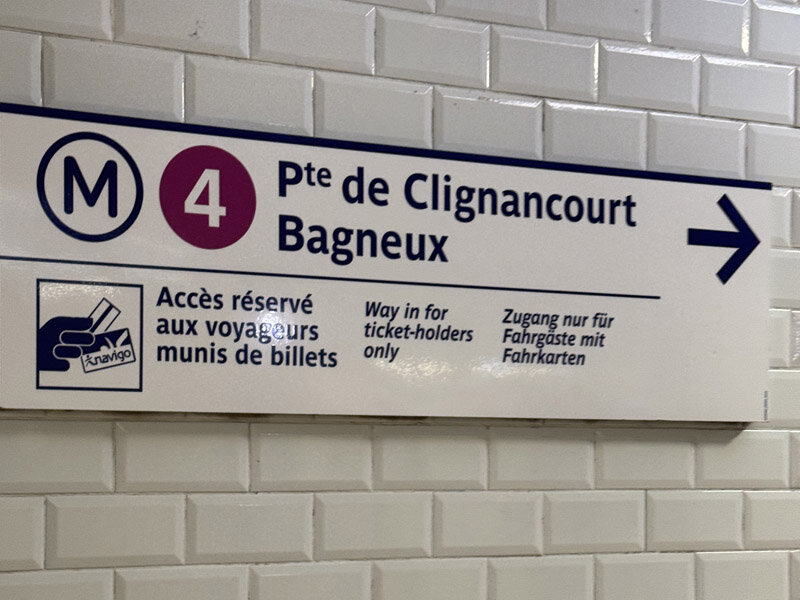 M 4 Pte de Clignancourt
Bagneux
Accès réservé
aux voyageurs
munis de billets
navigo
Way in for
ticket-holders
only
Zugang nur für
Fahrgäste mit
Fahrkarten